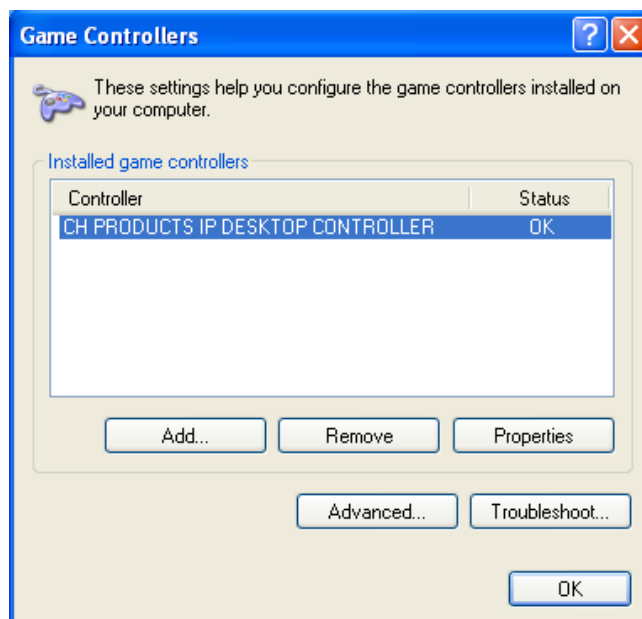 Game Controllers
These settings help you configure the game controllers installed on
your computer.
Installed game controllers
Controller Status
CH PRODUCTS IP DESKTOP CONTROLLER OK
Add... Remove Properties
Advanced... Troubleshoot...
OK